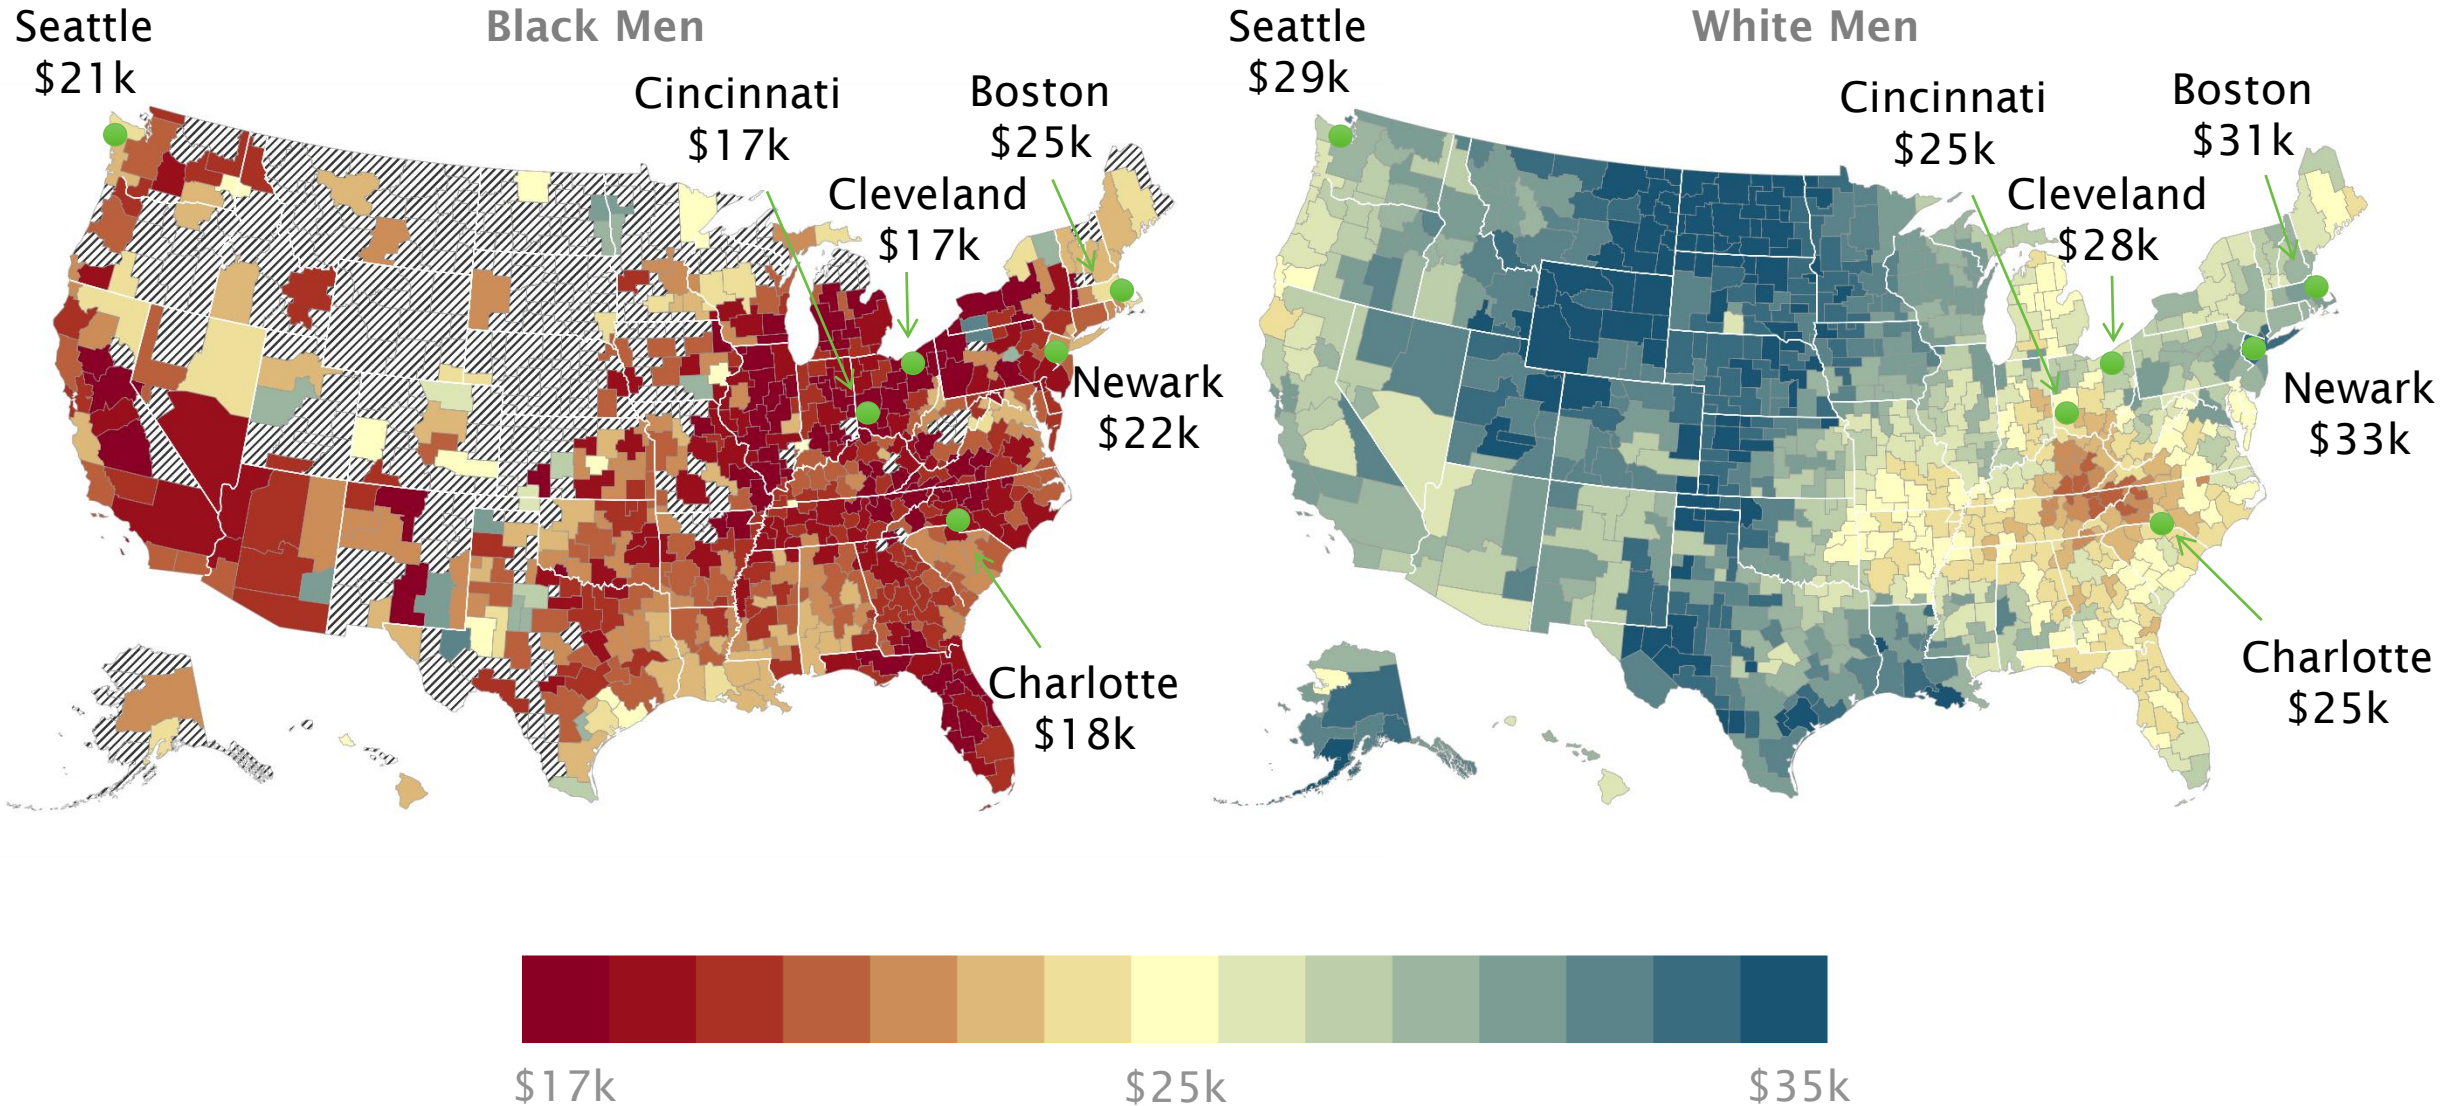 Black Men
Seattle
$21k
Cincinnati
$17k
Boston
$25k
Cleveland
$17k
Newark
$22k
Charlotte
$18k
White Men
Seattle
$29k
Cincinnati
$25k
Boston
$31k
Cleveland
$28k
Newark
$33k
Charlotte
$25k
$17k
$25k
$35k